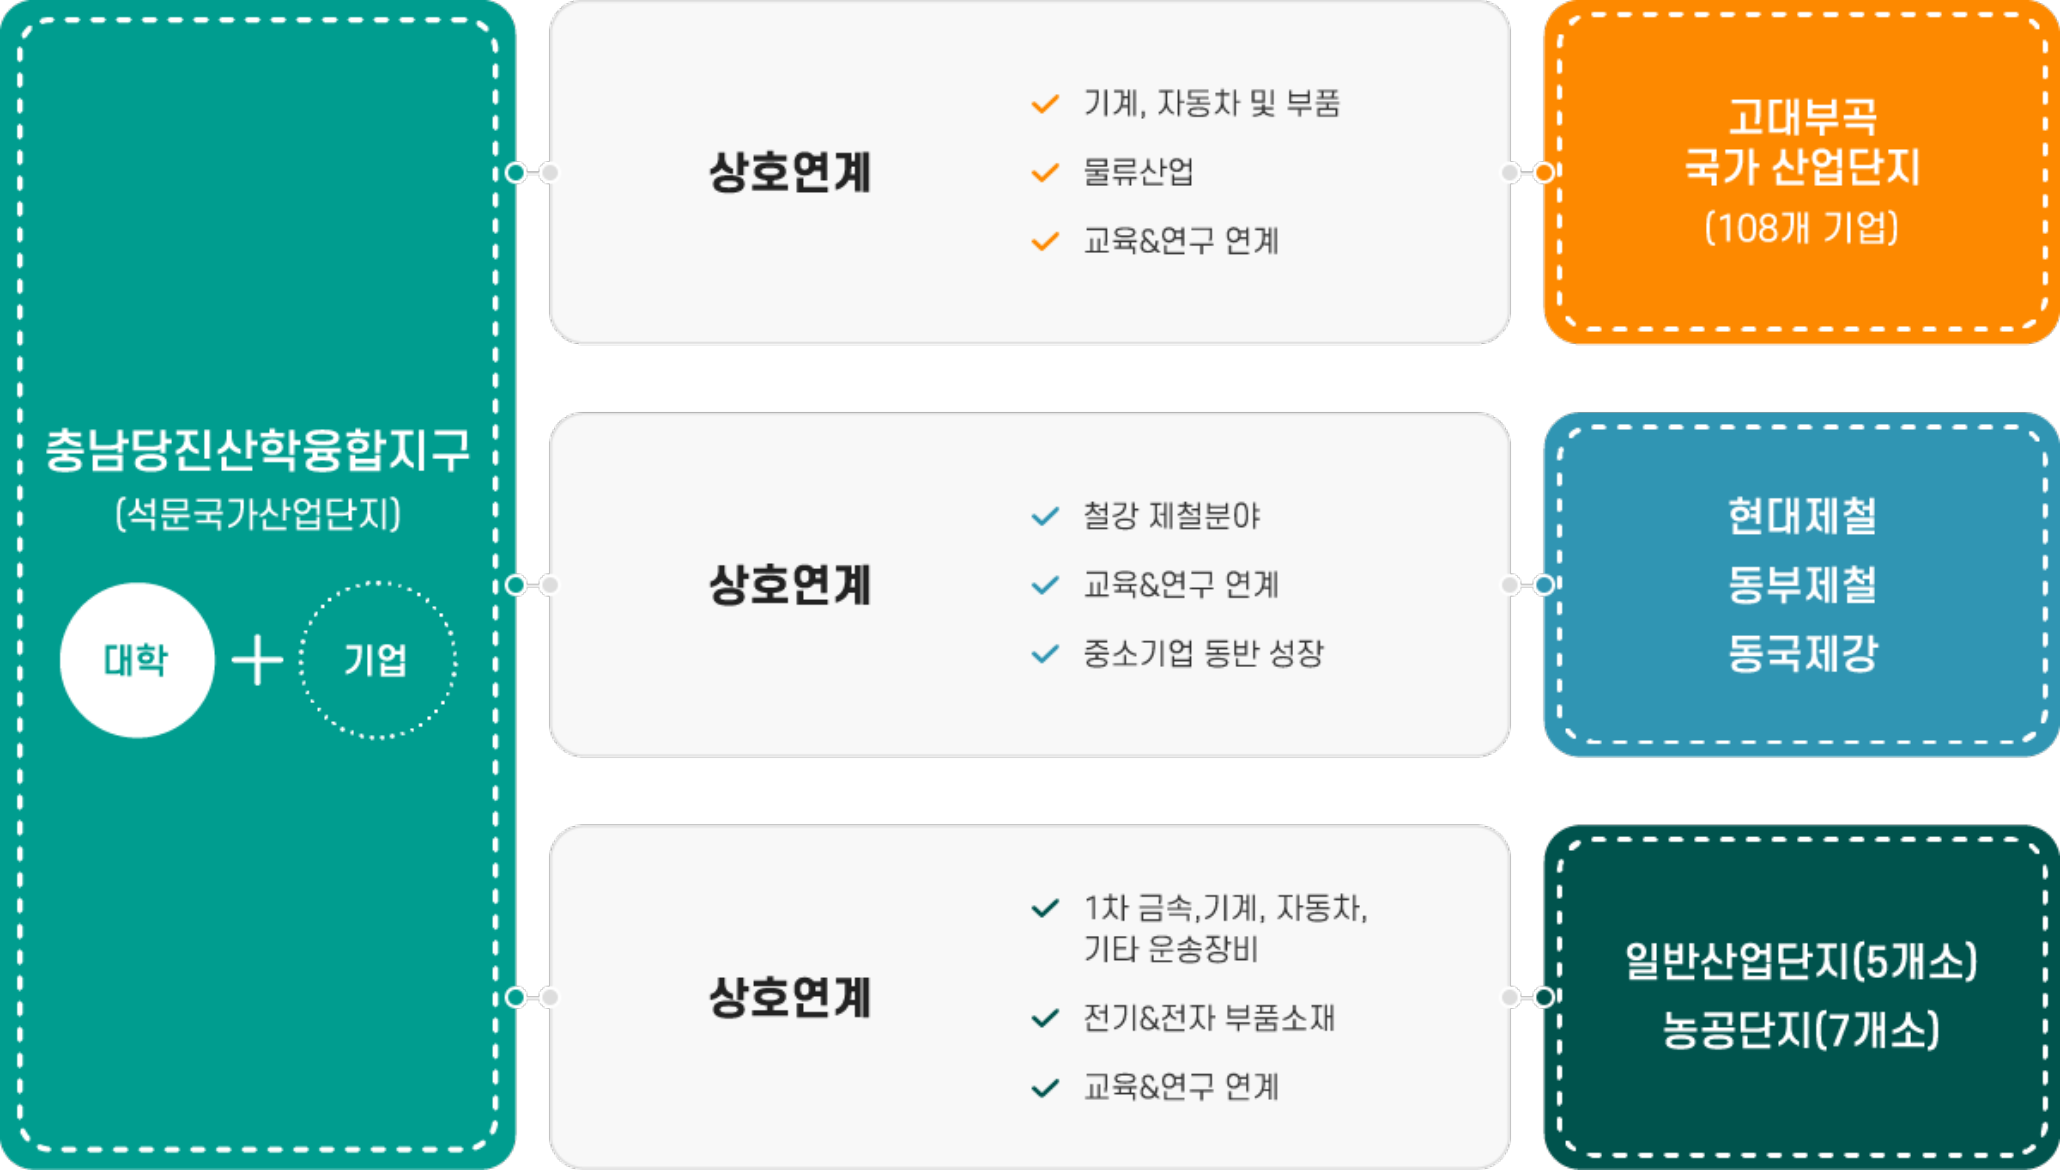 충남당진산학융합지구
(석문국가산업단지)
대학
기업
상호연계
기계, 자동차 및 부품
물류산업
교육&연구 연계
고대부곡
국가 산업단지
(108개 기업)
상호연계
철강 제철분야
교육&연구 연계
중소기업 동반 성장
현대제철
동부제철
동국제강
상호연계
1차 금속,기계, 자동차,
기타 운송장비
전기&전자 부품소재
교육&연구 연계
일반산업단지(5개소)
농공단지(7개소)